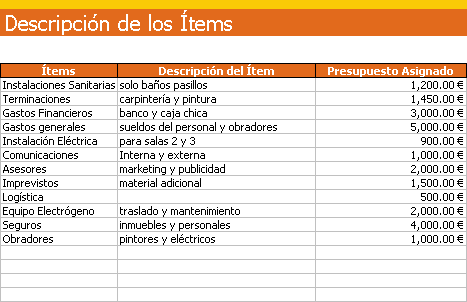 Descripción de los Ítems
Ítems Descripción del Ítem Presupuesto Asignado
Instalaciones Sanitarias solo baños pasillos 1,200.00 €
Terminaciones carpintería y pintura 1,450.00 €
Gastos Financieros banco y caja chica 3,000.00 €
Gastos generales sueldos del personal y obradores 5,000.00 €
Instalación Eléctrica para salas 2 y 3 900.00 €
Comunicaciones Interna y externa 1,000.00 €
Asesores marketing y publicidad 2,000.00 €
Imprevistos material adicional 1,500.00 €
Logística 500.00 €
Equipo Electrógeno traslado y mantenimiento 2,000.00 €
Seguros inmuebles y personales 4,000.00 €
Obradores pintores y eléctricos 1,000.00 €